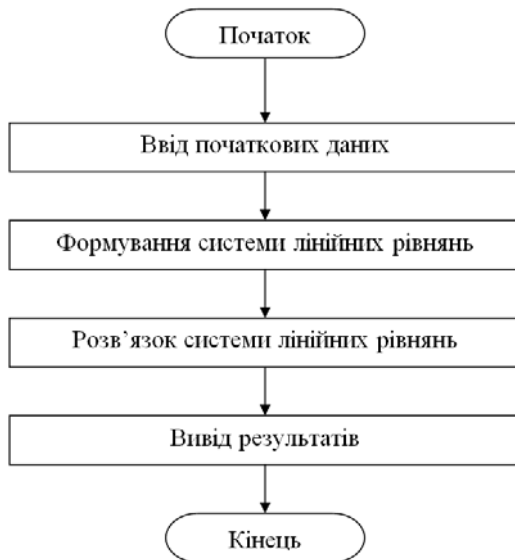 Початок
Ввід початкових даних
Формування системи лінійних рівнянь
Розв’язок системи лінійних рівнянь
Вивід результатів
Кінець